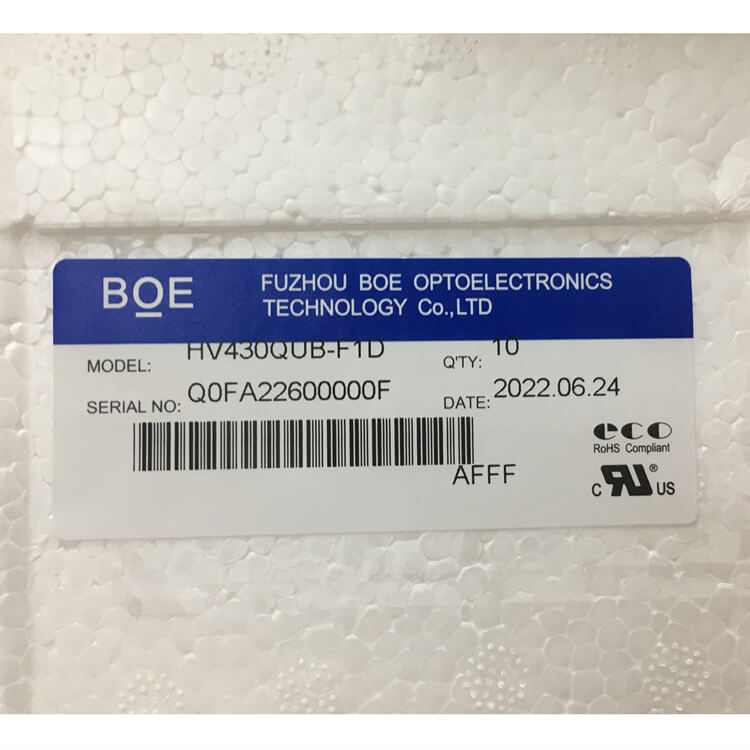 BOE
FUZHOU BOE OPTOELECTRONICS
TECHNOLOGY Co.,LTD
MODEL: HV430QUB-F1D
Q'TY: 10
SERIAL NO: Q0FA22600000F
DATE: 2022.06.24
AFFF
eco
RoHS Compliant
C RU® US